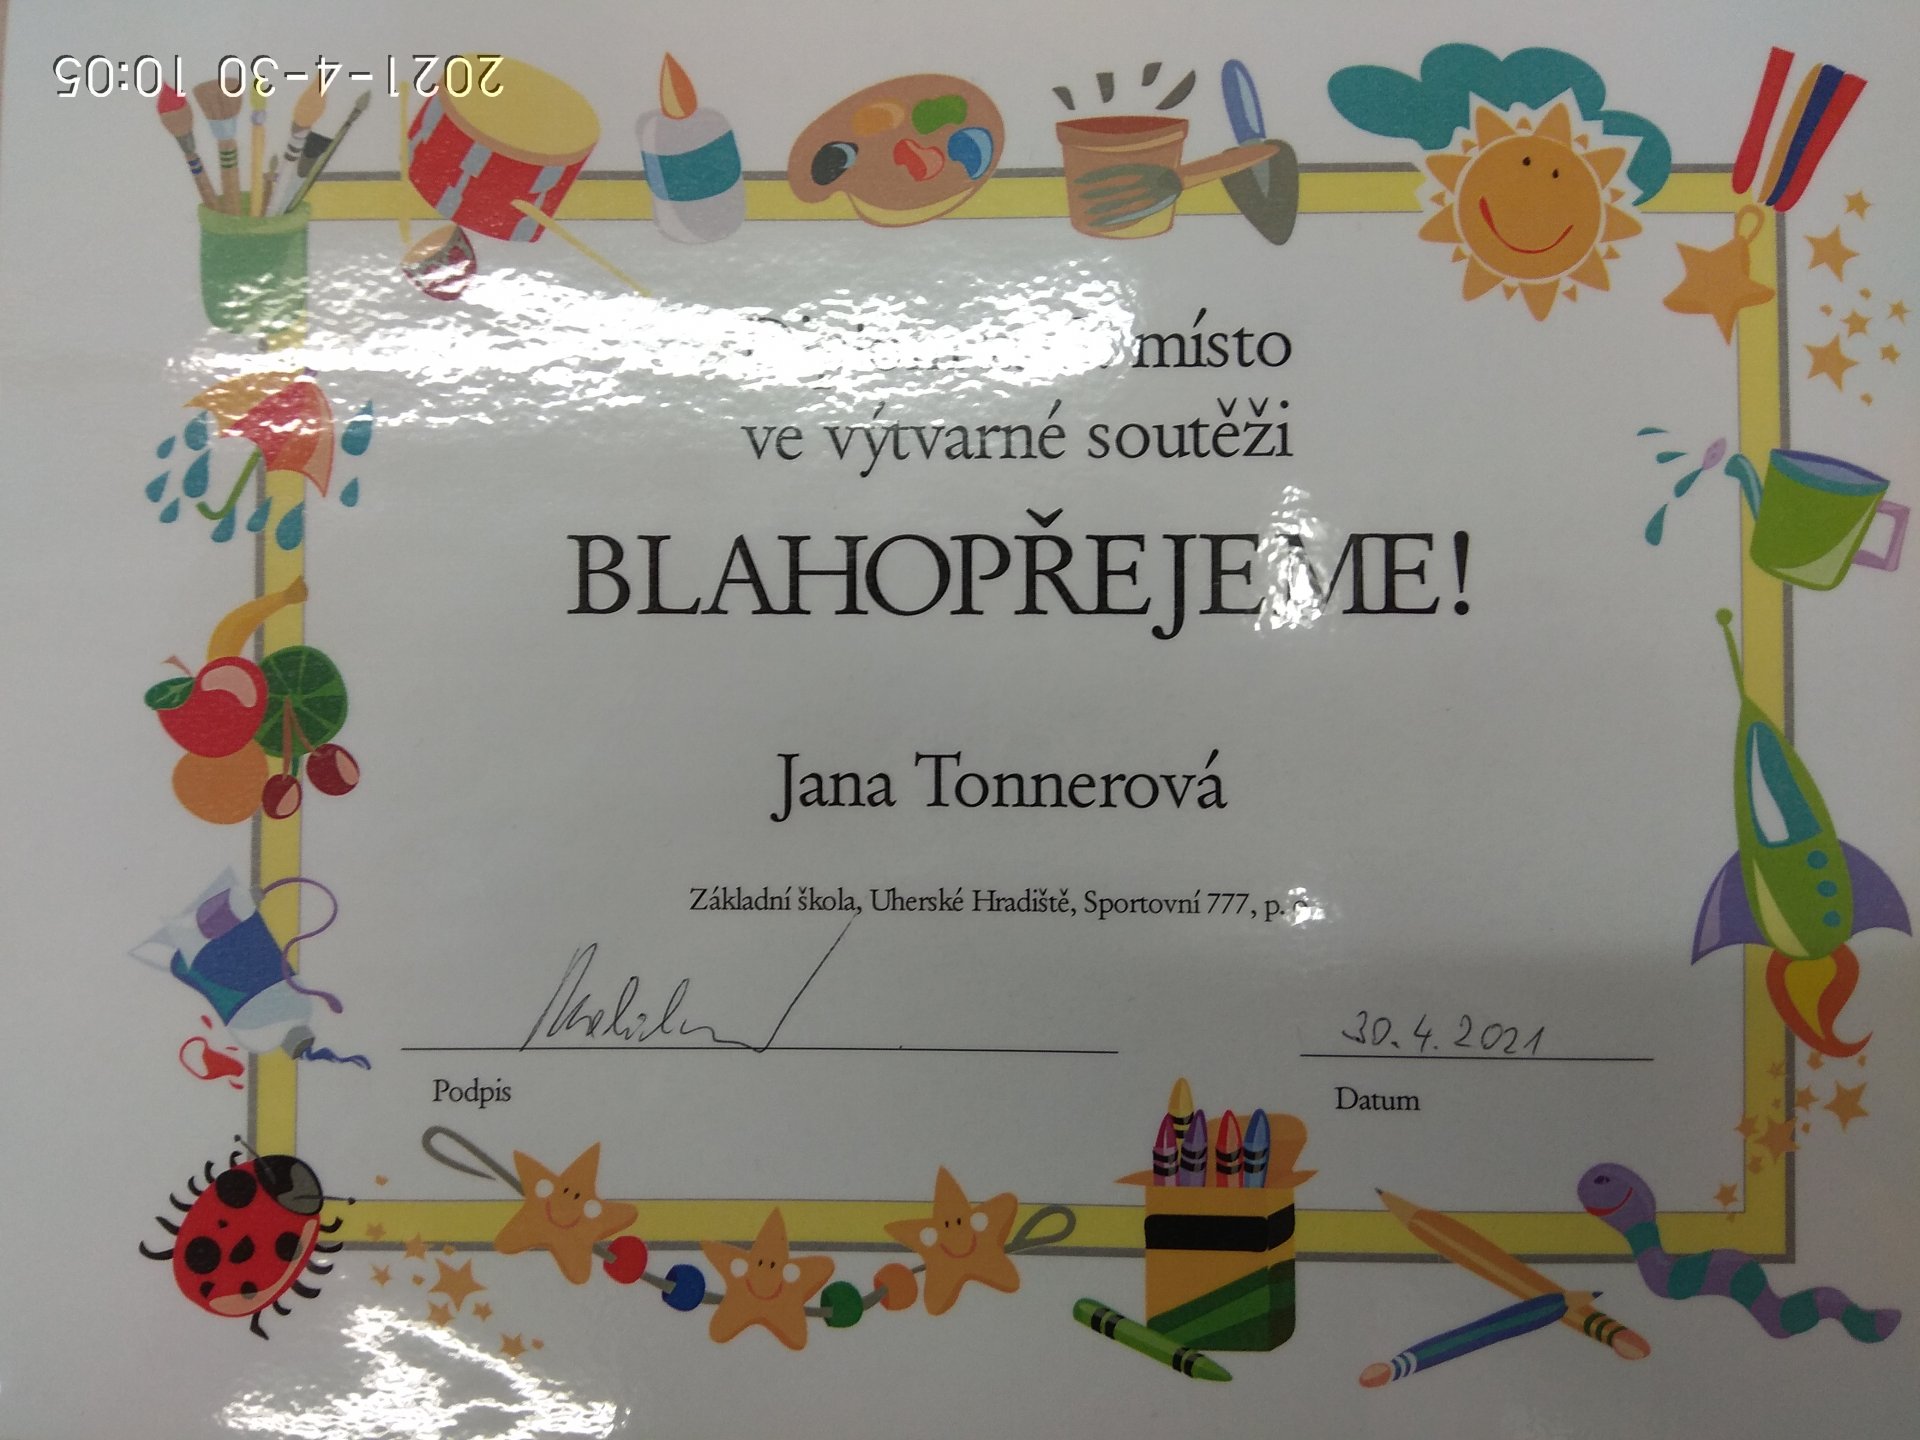 2021-4-30 10:05
místo
ve výtvarné soutěži
BLAHOPŘEJEME!
Jana Tonnerová
Základní škola, Uherské Hradiště, Sportovní 777, p. o.
30.4.2021
Podpis
Datum